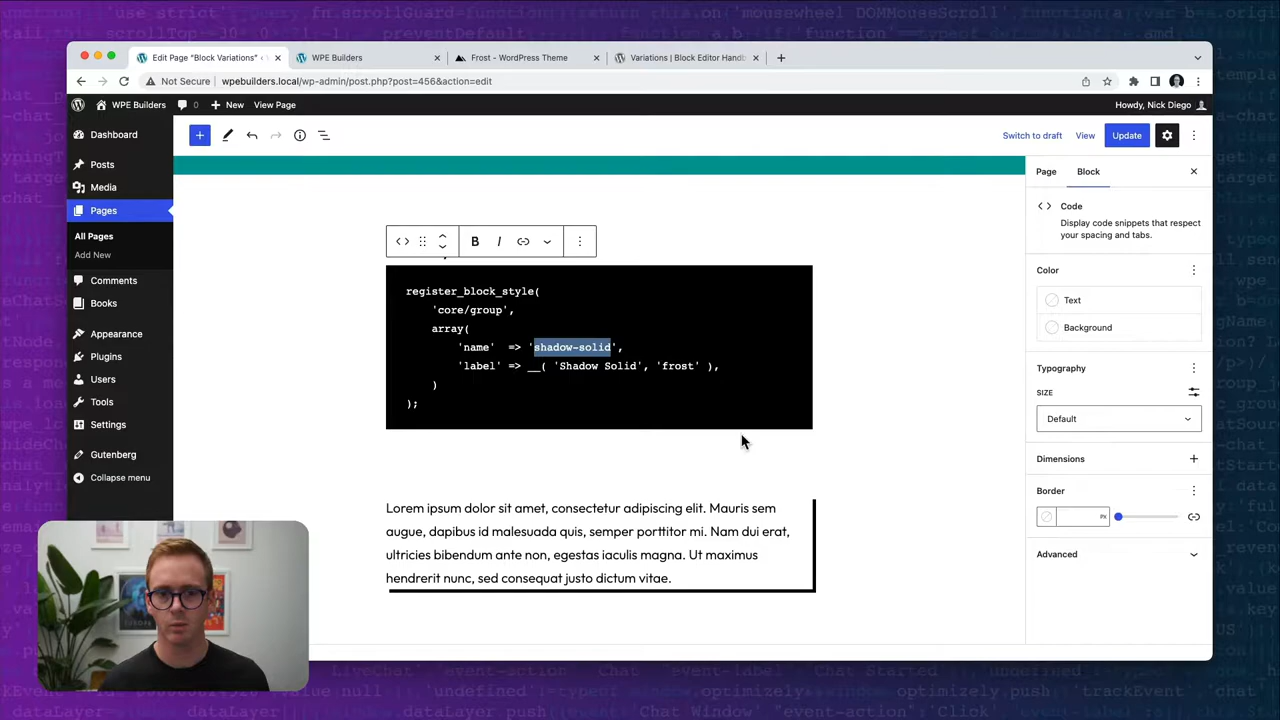 Edit Page "Block Variations" ‹
WPE Builders
Frost - WordPress Theme
Variations | Block Editor Handb
Not Secure
wpebuilders.local/wp-admin/post.php?post=456&action=edit
WPE Builders
0
New
View Page
Howdy, Nick Diego
Dashboard
Posts
Media
Pages
All Pages
Add New
Comments
Books
Appearance
Plugins
Users
Tools
Settings
Gutenberg
Collapse menu
Switch to draft
View
Update
B
I
register_block_style(
'core/group',
array(
'name' => 'shadow-solid',
'label' => __( 'Shadow Solid', 'frost' ),
)
);
Lorem ipsum dolor sit amet, consectetur adipiscing elit. Mauris sem
augue, dapibus id malesuada quis, semper porttitor mi. Nam dui erat,
ultricies bibendum ante non, egestas iaculis magna. Ut maximus
hendrerit nunc, sed consequat justo dictum vitae.
Page
Block
Code
Display code snippets that respect
your spacing and tabs.
Color
Text
Background
Typography
SIZE
Default
Dimensions
Border
PX
Advanced